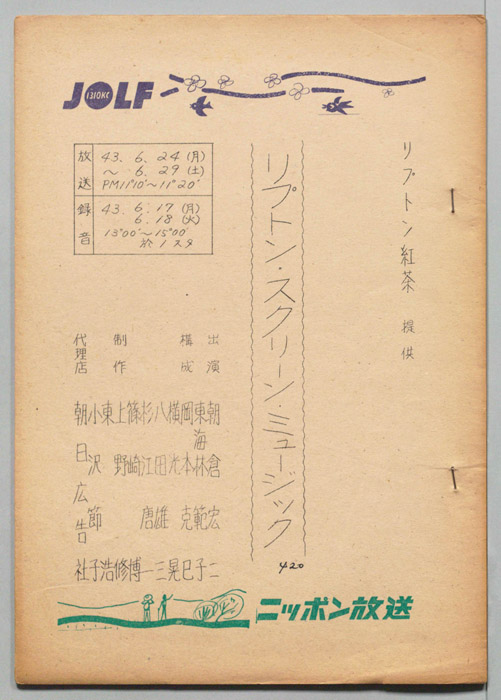 JOLF
1310KC
リプトン紅茶 提供
リプトン・スクリーン・ミュージック
420
放送 43. 6. 24 (月)
～ 6. 29 (土)
PM11°10'～11°20'
録音 43. 6. 17 (月)
6. 18 (火)
13°00'～15°00'
於 1スタ
出演 朝倉宏二
東海林範子
構成 岡本克巳
横光晃
八田雄三
杉江唐一
篠崎博
制作 上野修
東浩
小沢節子
代理店 朝日広告社
ニッポン放送